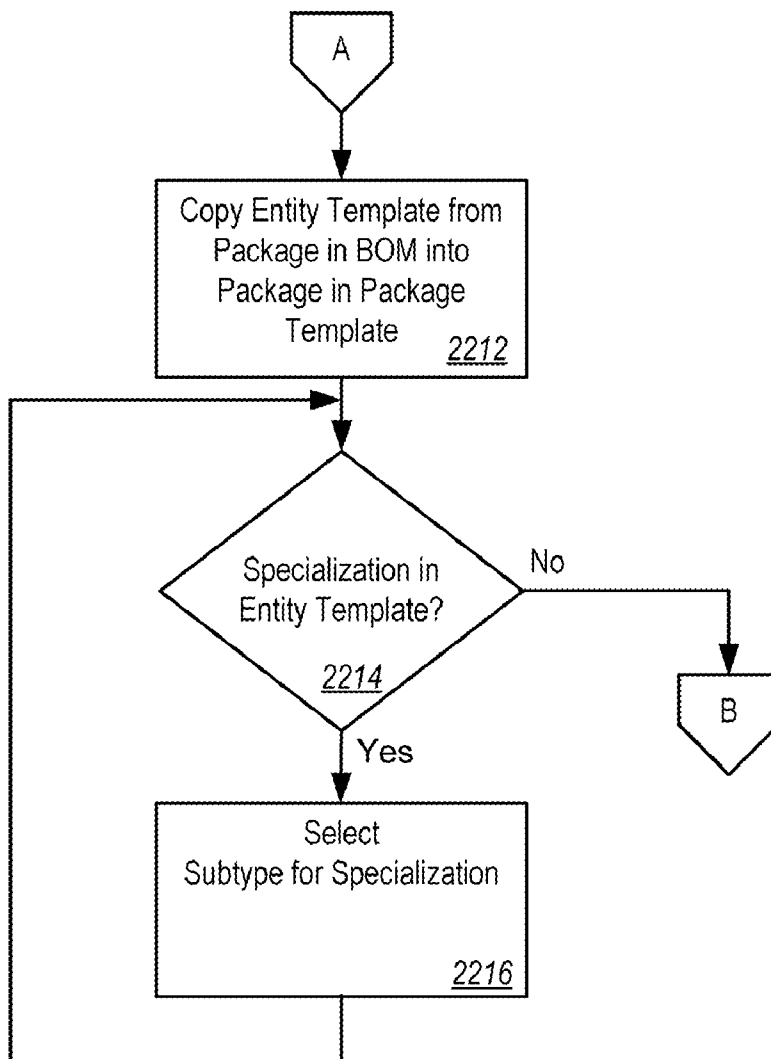 A
Copy Entity Template from
Package in BOM into
Package in Package
Template
2212
Specialization in
Entity Template?
2214
No
B
Yes
Select
Subtype for Specialization
2216